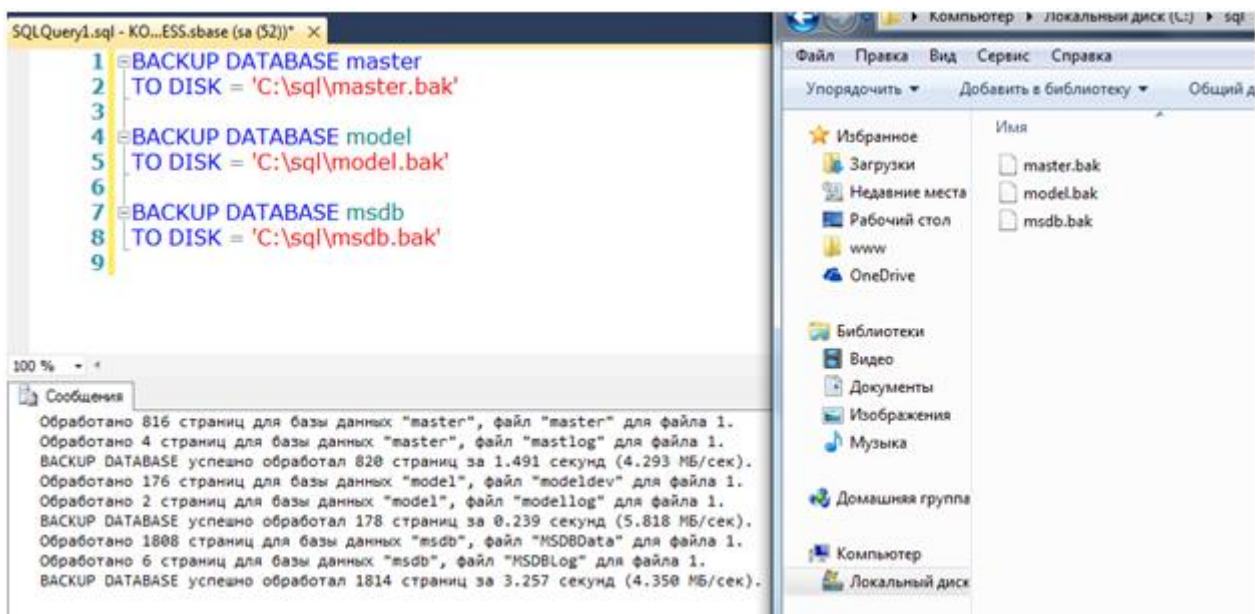 SQLQuery1.sql - KO...ESS.sbase (sa (52))* ×
1 BACKUP DATABASE master
2 TO DISK = 'C:\sql\master.bak'
3
4 BACKUP DATABASE model
5 TO DISK = 'C:\sql\model.bak'
6
7 BACKUP DATABASE msdb
8 TO DISK = 'C:\sql\msdb.bak'
9
100 %
Сообщения
Обработано 816 страниц для базы данных "master", файл "master" для файла 1.
Обработано 4 страниц для базы данных "master", файл "mastlog" для файла 1.
BACKUP DATABASE успешно обработал 820 страниц за 1.491 секунд (4.293 МБ/сек).
Обработано 176 страниц для базы данных "model", файл "modeldev" для файла 1.
Обработано 2 страниц для базы данных "model", файл "modellog" для файла 1.
BACKUP DATABASE успешно обработал 178 страниц за 0.239 секунд (5.818 МБ/сек).
Обработано 1808 страниц для базы данных "msdb", файл "MSDBData" для файла 1.
Обработано 6 страниц для базы данных "msdb", файл "MSDBLog" для файла 1.
BACKUP DATABASE успешно обработал 1814 страниц за 3.257 секунд (4.350 МБ/сек).
Компьютер Локальный диск (C:) sql
Файл Правка Вид Сервис Справка
Упорядочить Добавить в библиотеку Общий д
Избранное
Загрузки
Недавние места
Рабочий стол
www
OneDrive
Библиотеки
Видео
Документы
Изображения
Музыка
Домашняя группа
Компьютер
Локальный диск
Имя
master.bak
model.bak
msdb.bak